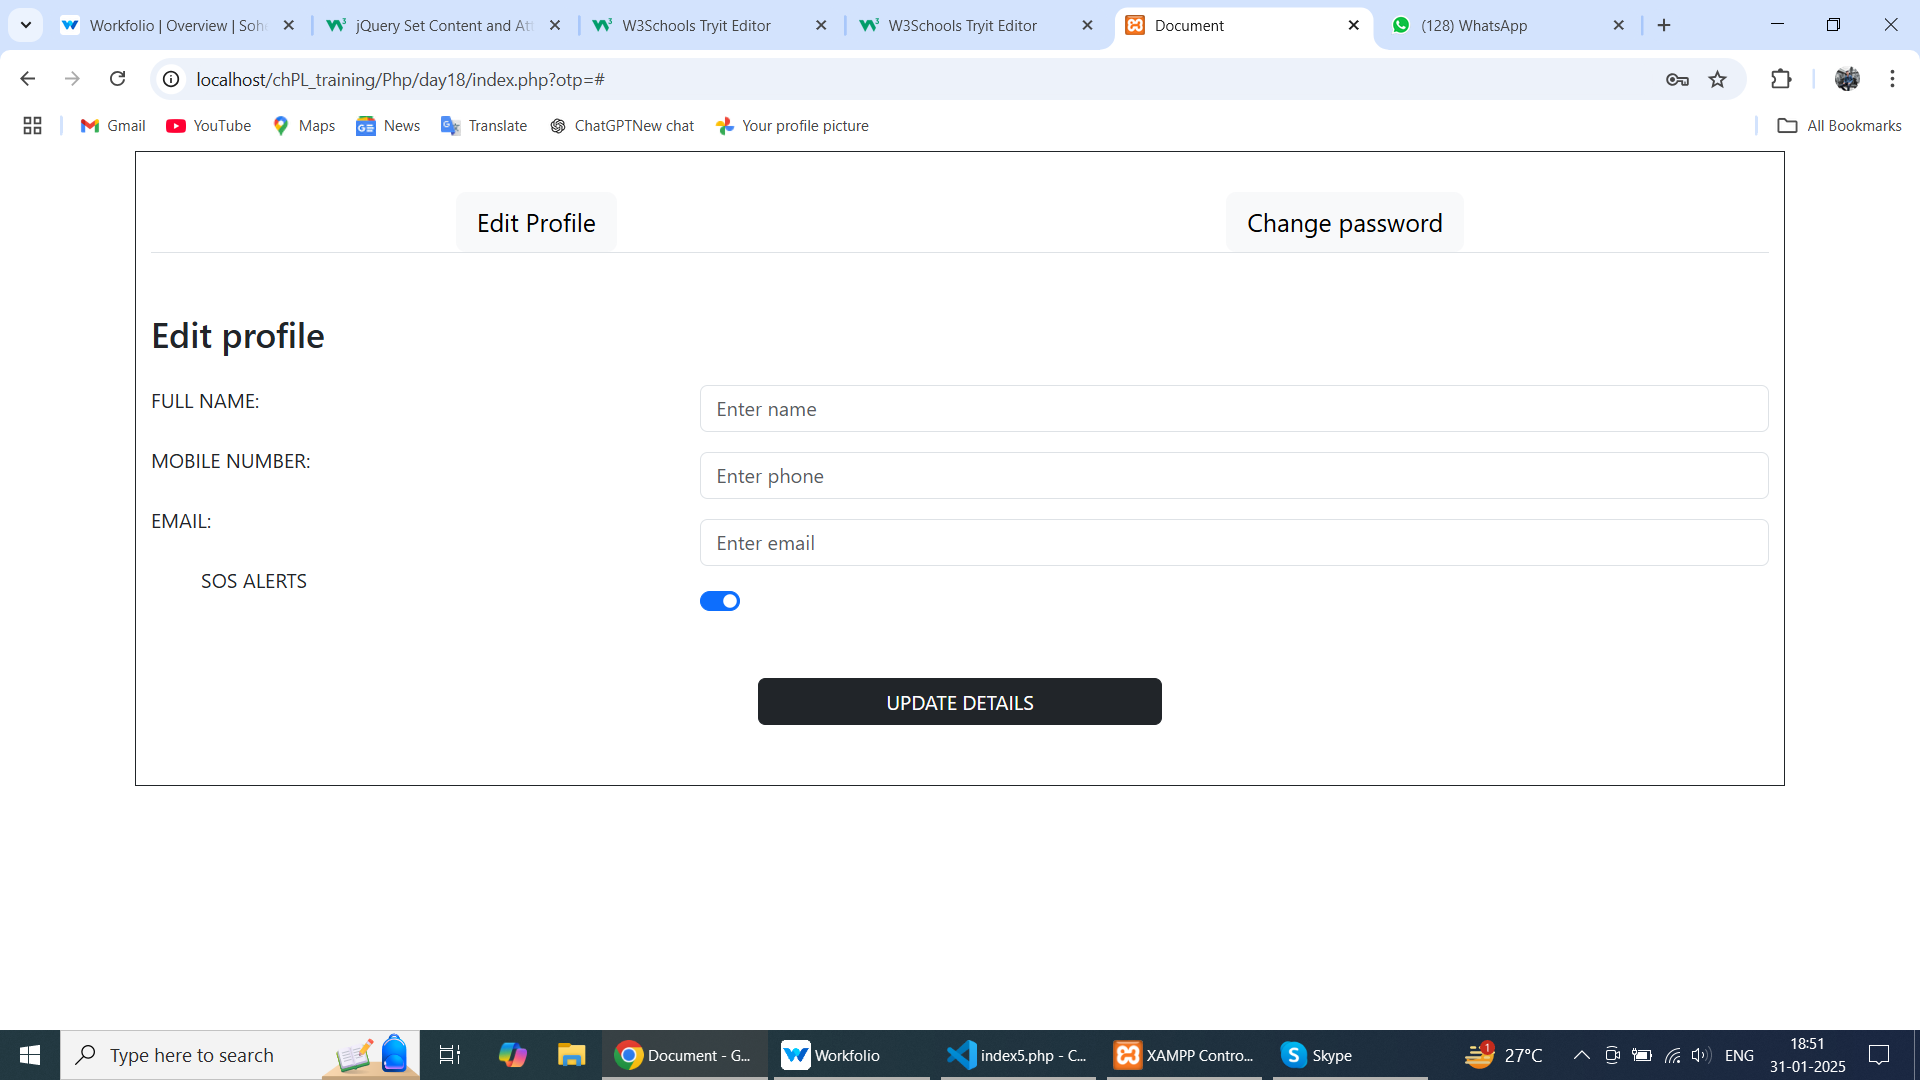 Workfolio | Overview | Soh
jQuery Set Content and Att
W3Schools Tryit Editor
W3Schools Tryit Editor
Document
(128) WhatsApp
localhost/chPL_training/Php/day18/index.php?otp=#
Gmail
YouTube
Maps
News
Translate
ChatGPTNew chat
Your profile picture
All Bookmarks
Edit Profile
Change password
Edit profile
FULL NAME:
Enter name
MOBILE NUMBER:
Enter phone
EMAIL:
Enter email
SOS ALERTS
UPDATE DETAILS
Type here to search
Document - G...
Workfolio
index5.php - C...
XAMPP Contro...
Skype
1
27°C
ENG
18:51
31-01-2025